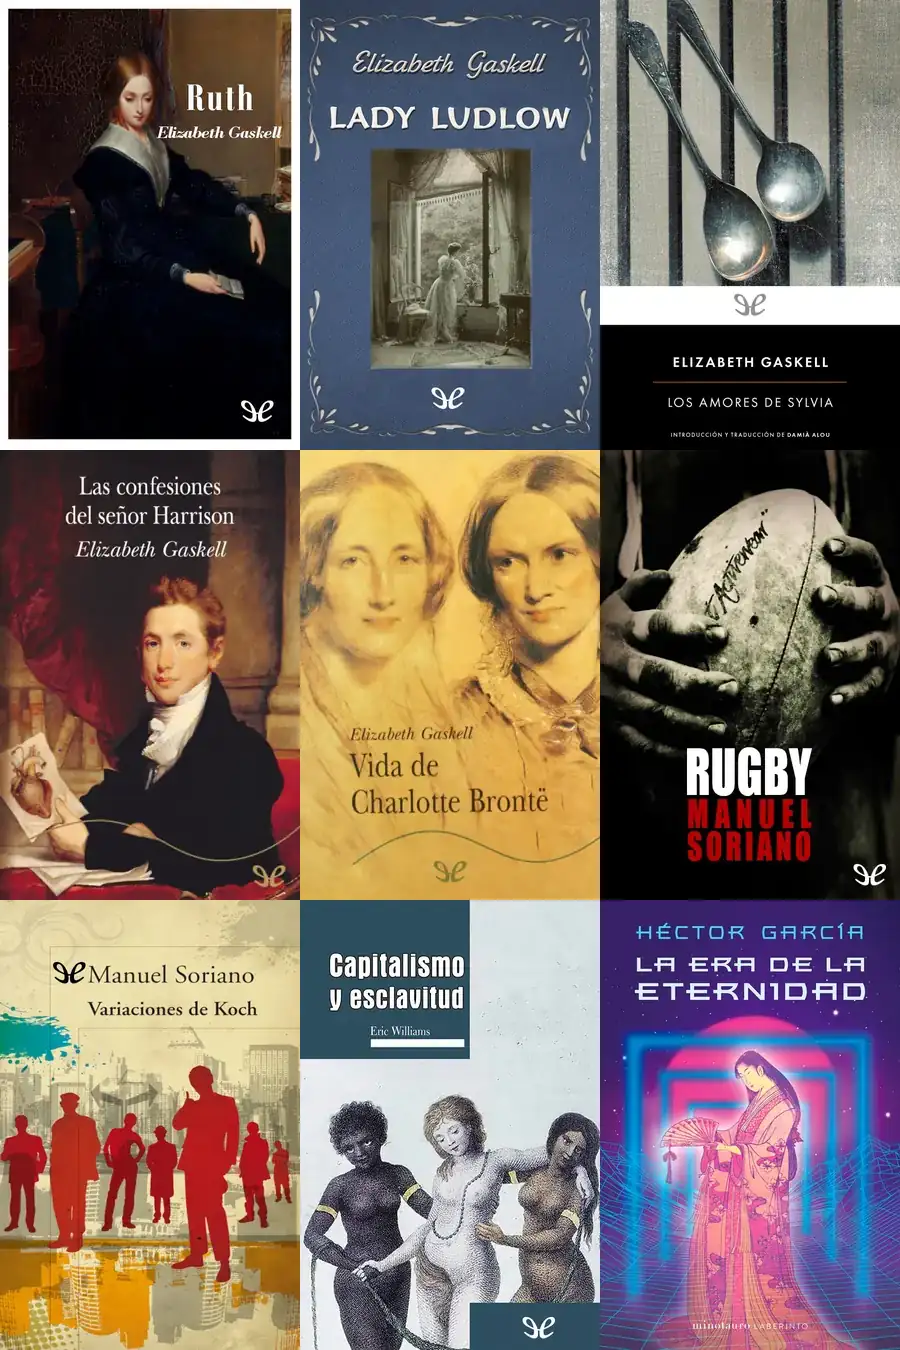 Ruth
Elizabeth Gaskell
Elizabeth Gaskell
LADY LUDLOW
ELIZABETH GASKELL
LOS AMORES DE SYLVIA
INTRODUCCIÓN Y TRADUCCIÓN DE DAMIÀ ALOU
Las confesiones
del señor Harrison
Elizabeth Gaskell
Elizabeth Gaskell
Vida de
Charlotte Brontë
RUGBY
MANUEL
SORIANO
Manuel Soriano
Variaciones de Koch
Capitalismo
y esclavitud
Eric Williams
HÉCTOR GARCÍA
LA ERA DE LA
ETERNIDAD
minotauro LABERINTO